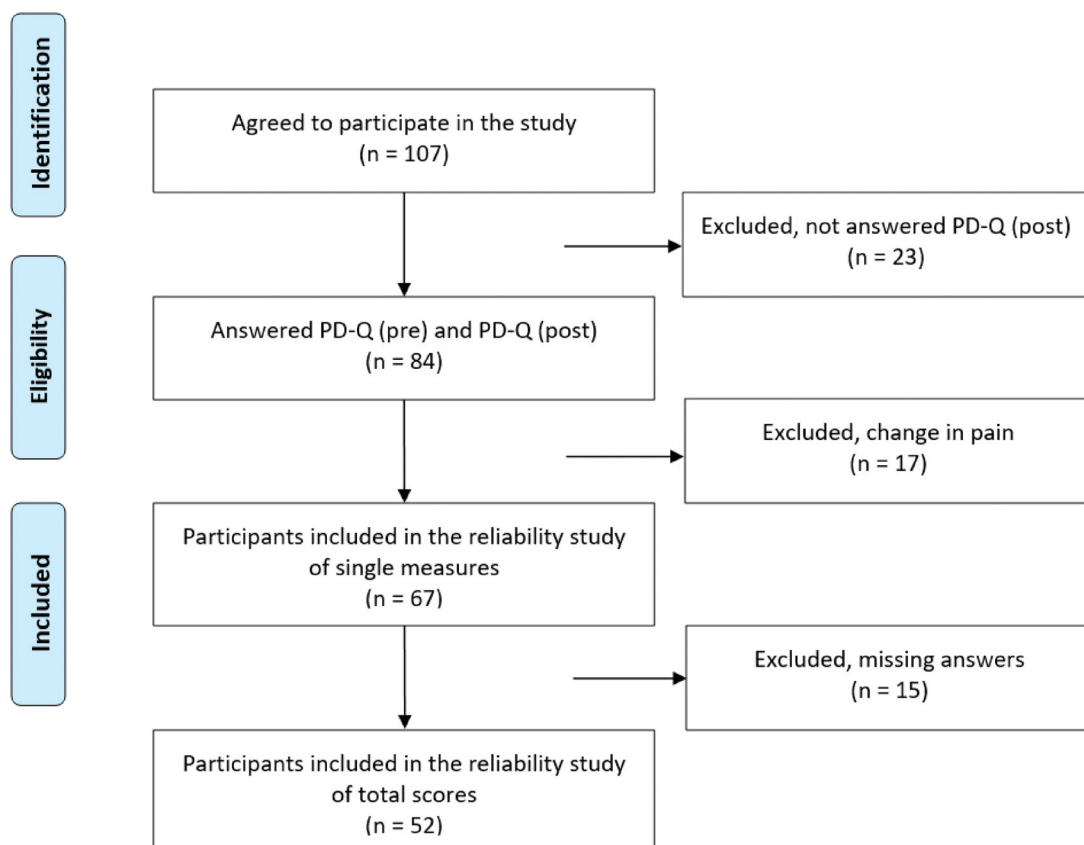 Identification
Agreed to participate in the study
(n = 107)
Excluded, not answered PD-Q (post)
(n = 23)
Eligibility
Answered PD-Q (pre) and PD-Q (post)
(n = 84)
Excluded, change in pain
(n = 17)
Included
Participants included in the reliability study
of single measures
(n = 67)
Excluded, missing answers
(n = 15)
Participants included in the reliability study
of total scores
(n = 52)